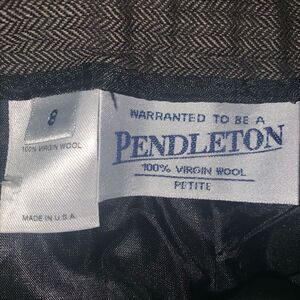 8
100% VIRGIN WOOL
MADE IN U.S.A.
WARRANTED TO BE A
PENDLETON
100% VIRGIN WOOL
PETITE